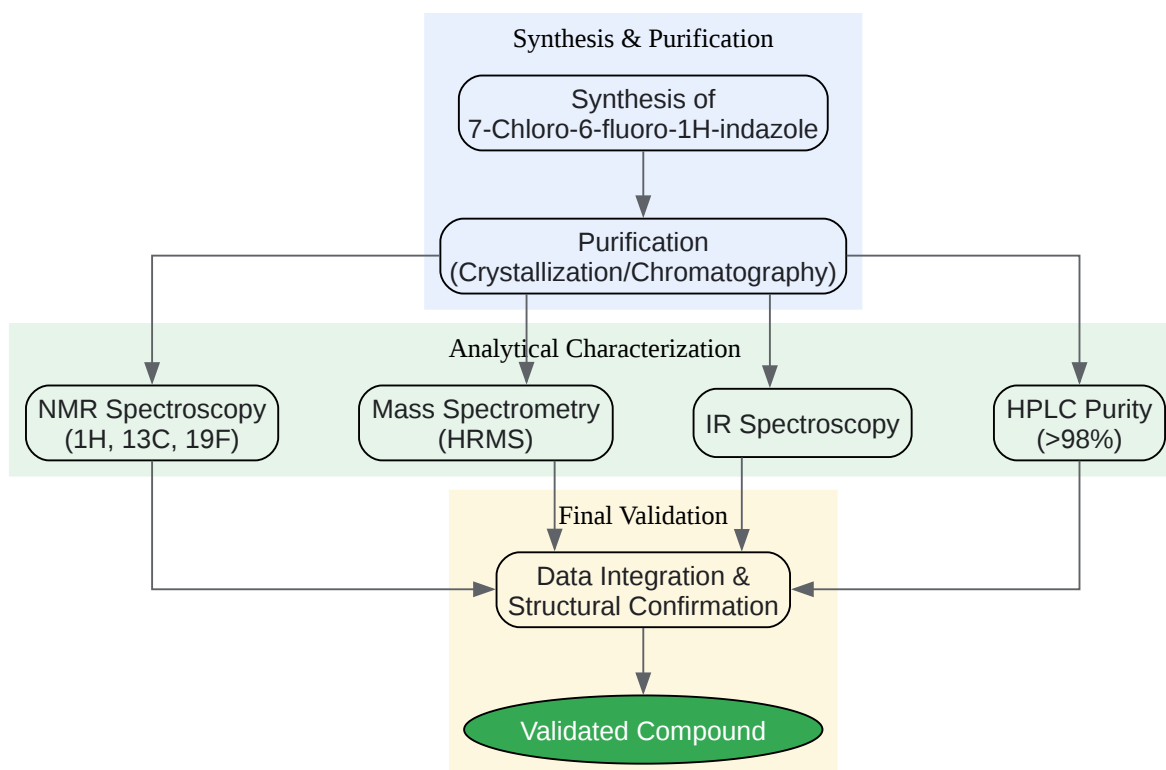 Synthesis & Purification
Synthesis of
7-Chloro-6-fluoro-1H-indazole
Purification
(Crystallization/Chromatography)
Analytical Characterization
NMR Spectroscopy
(1H, 13C, 19F)
Mass Spectrometry
(HRMS)
IR Spectroscopy
HPLC Purity
(>98%)
Final Validation
Data Integration &
Structural Confirmation
Validated Compound